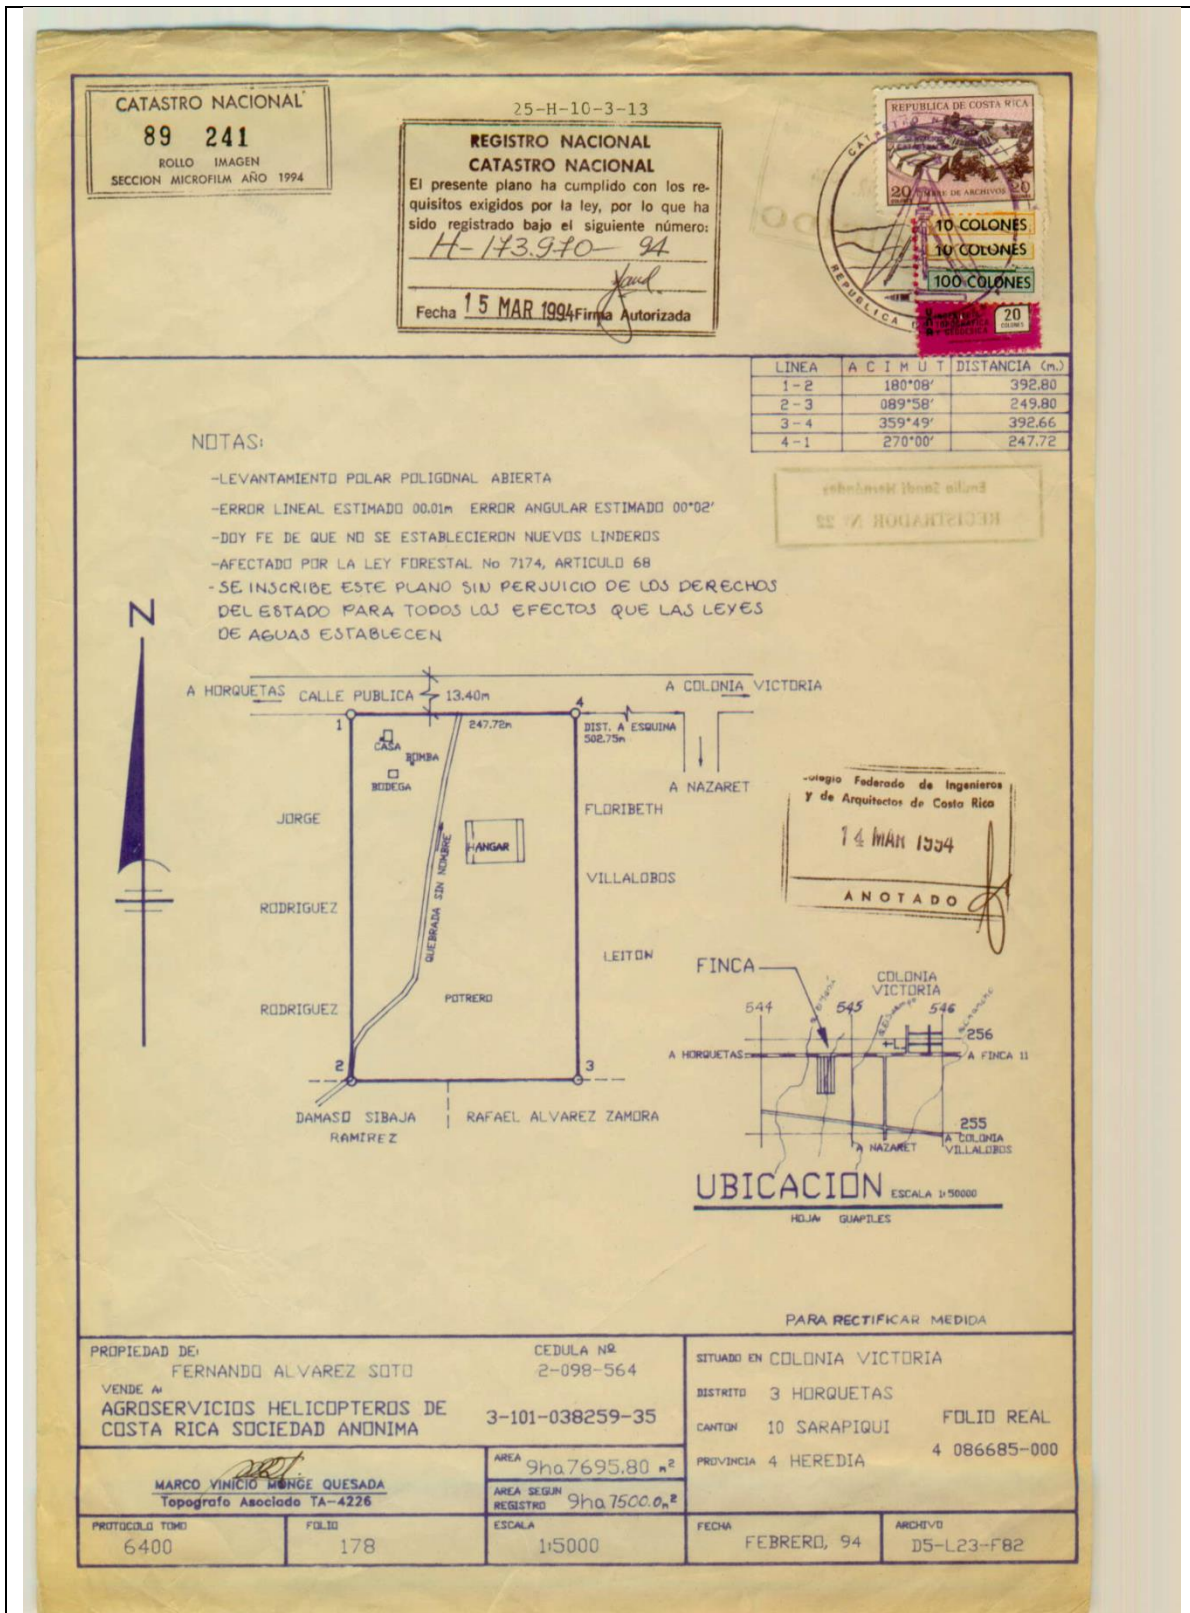 CATASTRO NACIONAL
89 241
ROLLO IMAGEN
SECCION MICROFILM AÑO 1994
25-H-10-3-13
REGISTRO NACIONAL
CATASTRO NACIONAL
El presente plano ha cumplido con los re-
quisitos exigidos por la ley, por lo que ha
sido registrado bajo el siguiente número:
H-173.970-94
Fecha 15 MAR 1994 Firma Autorizada
REPUBLICA DE COSTA RICA
20 TIMBRE DE ARCHIVOS 20
10 COLONES
10 COLONES
100 COLONES
20
COLONES
REPUBLICA
LINEA ACIMUT DISTANCIA (m.)
1-2 180°08' 392.80
2-3 089°58' 249.80
3-4 359°49' 392.66
4-1 270°00' 247.72
NOTAS:
-LEVANTAMIENTO POLAR POLIGONAL ABIERTA
-ERROR LINEAL ESTIMADO 00.01m ERROR ANGULAR ESTIMADO 00°02'
-DOY FE DE QUE NO SE ESTABLECIERON NUEVOS LINDEROS
-AFECTADO POR LA LEY FORESTAL No 7174, ARTICULO 68
-SE INSCRIBE ESTE PLANO SIN PERJUICIO DE LOS DERECHOS
DEL ESTADO PARA TODOS LOS EFECTOS QUE LAS LEYES
DE AGUAS ESTABLECEN
Emilio Sandí Hernández
REGISTRADOR Nº 22
N
A HORQUETAS CALLE PUBLICA 13.40m A COLONIA VICTORIA
1 247.72m 4 DIST. A ESQUINA
502.75m
CASA
BOMBA
BODEGA
A NAZARET
JORGE
FLORIBETH
HANGAR
QUEBRADA SIN NOMBRE
VILLALOBOS
RODRIGUEZ
LEITON
POTRERO
RODRIGUEZ
2 3
DAMASO SIBAJA
RAMIREZ
RAFAEL ALVAREZ ZAMORA
Colegio Federado de Ingenieros
y de Arquitectos de Costa Rica
14 MAR 1994
ANOTADO
FINCA
COLONIA
VICTORIA
544 545 546
256
A HORQUETAS A FINCA 11
255
A NAZARET
A COLONIA
VILLALOBOS
UBICACION ESCALA 1:50000
HOJA: GUAPILES
PARA RECTIFICAR MEDIDA
PROPIEDAD DE:
FERNANDO ALVAREZ SOTO
CEDULA Nº
2-098-564
VENDE A:
AGROSERVICIOS HELICOPTEROS DE
COSTA RICA SOCIEDAD ANONIMA
3-101-038259-35
SITUADO EN COLONIA VICTORIA
DISTRITO 3 HORQUETAS
CANTON 10 SARAPIQUI
PROVINCIA 4 HEREDIA
FOLIO REAL
4 086685-000
MARCO VINICIO MONGE QUESADA
Topografo Asociado TA-4226
AREA 9ha7695.80 m²
AREA SEGUN
REGISTRO 9ha7500.0m²
PROTOCOLO TOMO
6400
FOLIO
178
ESCALA
1:5000
FECHA
FEBRERO, 94
ARCHIVO
D5-L23-F82